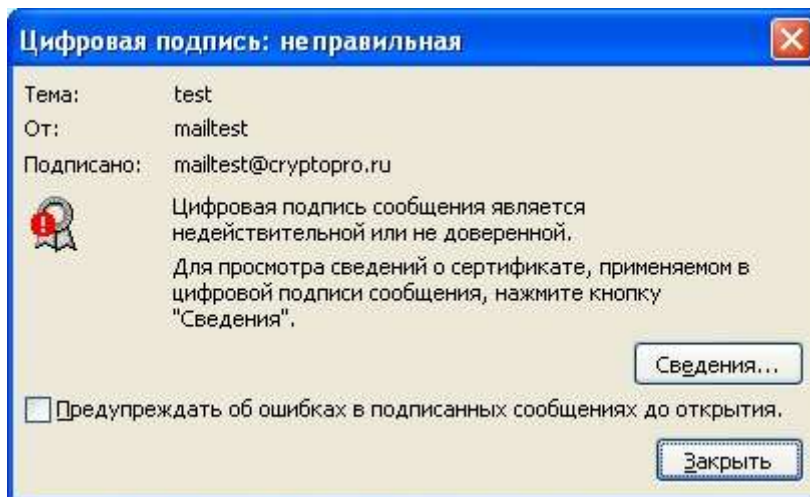 Цифровая подпись: неправильная
Тема: test
От: mailtest
Подписано: mailtest@cryptopro.ru
Цифровая подпись сообщения является
недействительной или не доверенной.
Для просмотра сведений о сертификате, применяемом в
цифровой подписи сообщения, нажмите кнопку
"Сведения".
Сведения...
Предупреждать об ошибках в подписанных сообщениях до открытия.
Закрыть